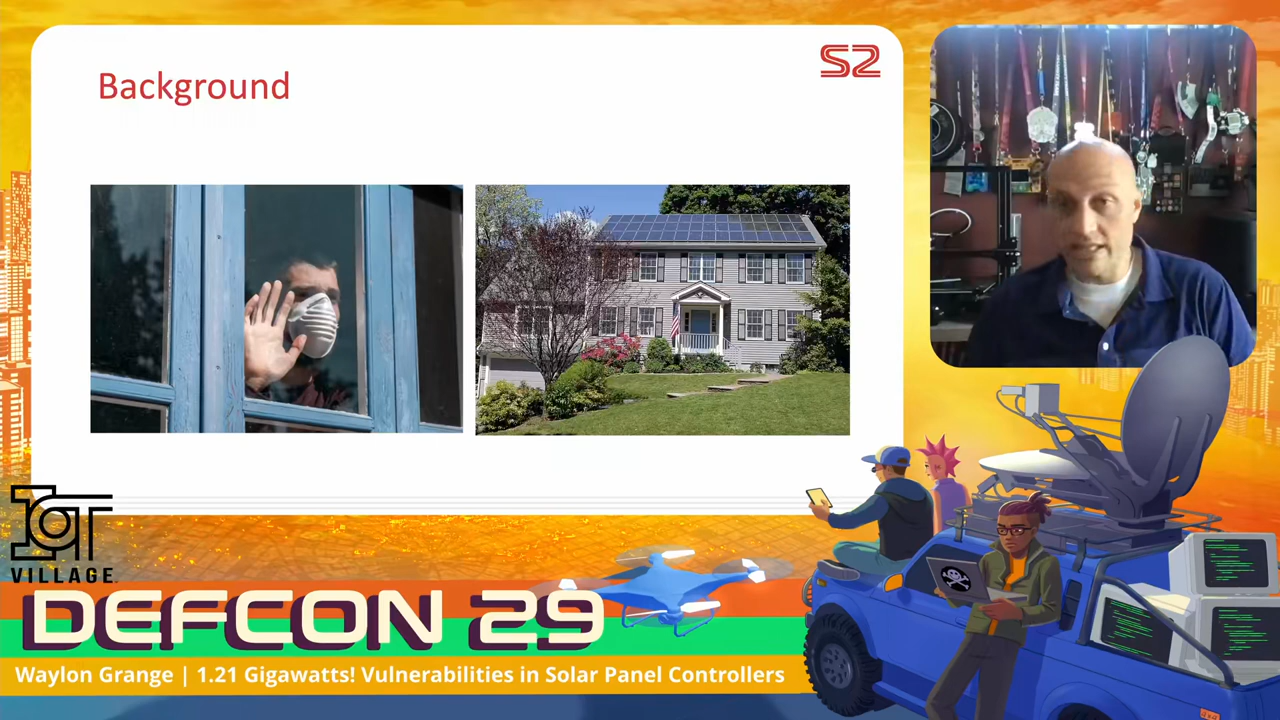 Background
S2
IoT
VILLAGE
DEFCON 29
Waylon Grange | 1.21 Gigawatts! Vulnerabilities in Solar Panel Controllers